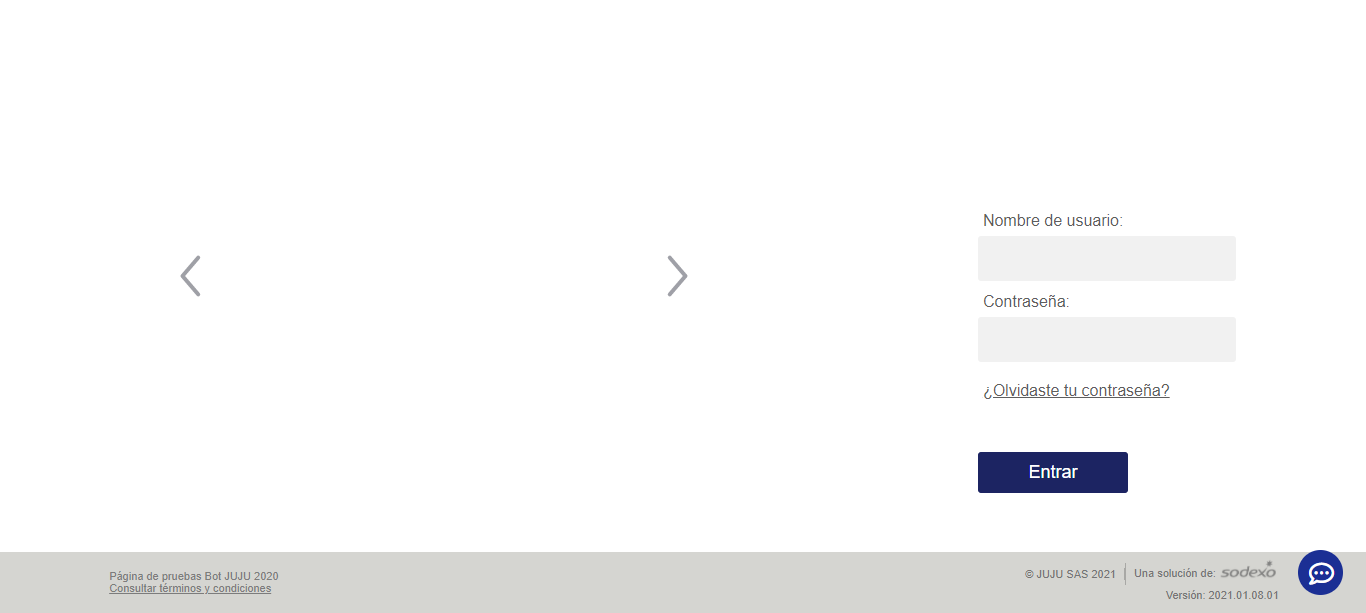 Nombre de usuario:
Contraseña:
¿Olvidaste tu contraseña?
Entrar
Página de pruebas Bot JUJU 2020
Consultar términos y condiciones
© JUJU SAS 2021
Una solución de: sodexo
Versión: 2021.01.08.01